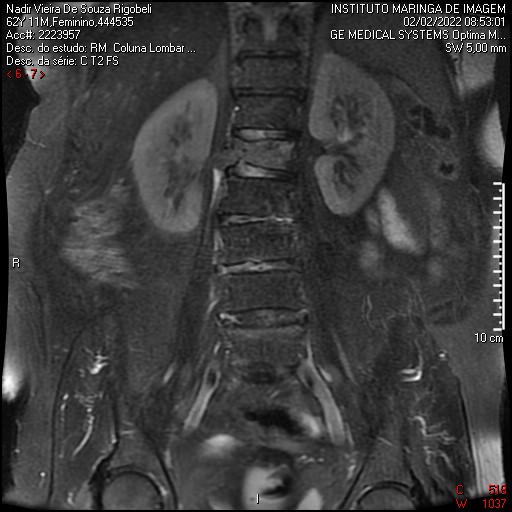 Nadir Vieira De Souza Rigobeli
62Y 11M,Feminino,444535
Acc#: 2223957
Desc. do estudo: RM  Coluna Lombar ...
Desc. da série: C T2 FS
< 6  7 >
INSTITUTO MARINGA DE IMAGEM
02/02/2022 08:53:01
GE MEDICAL SYSTEMS Optima M...
SW 5,00 mm
R
10 cm
I
C 516
W 1037